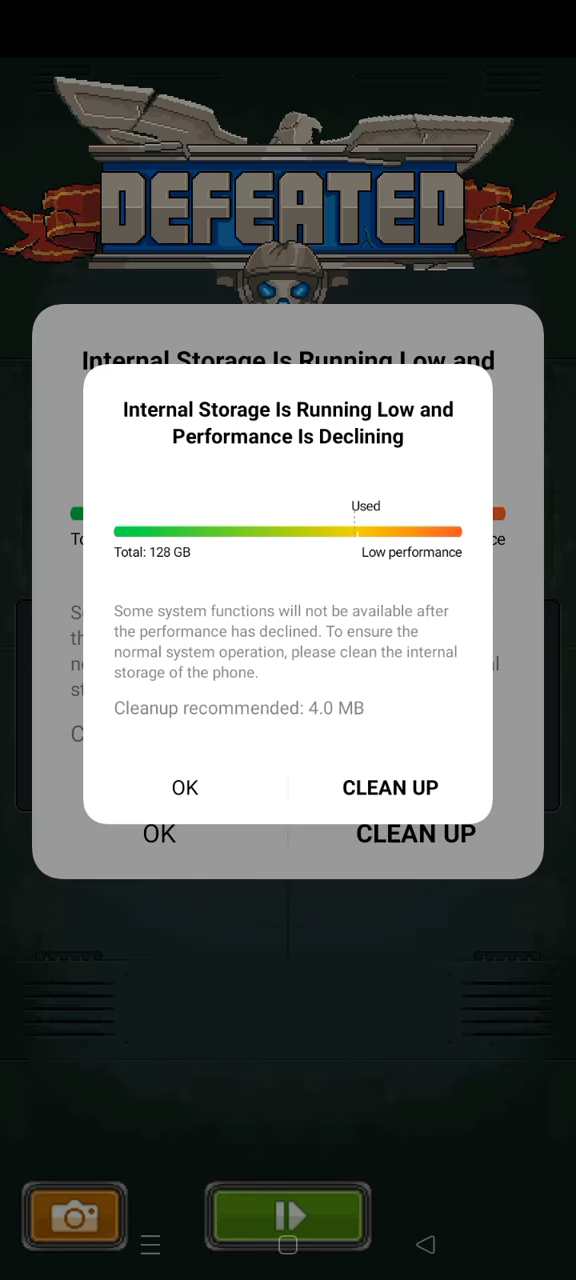 DEFEATED
Internal Storage Is Running Low and
Internal Storage Is Running Low and
Performance Is Declining
Used
Total: 128 GB
Low performance
Some system functions will not be available after
the performance has declined. To ensure the
normal system operation, please clean the internal
storage of the phone.
Cleanup recommended: 4.0 MB
OK
CLEAN UP
OK
CLEAN UP